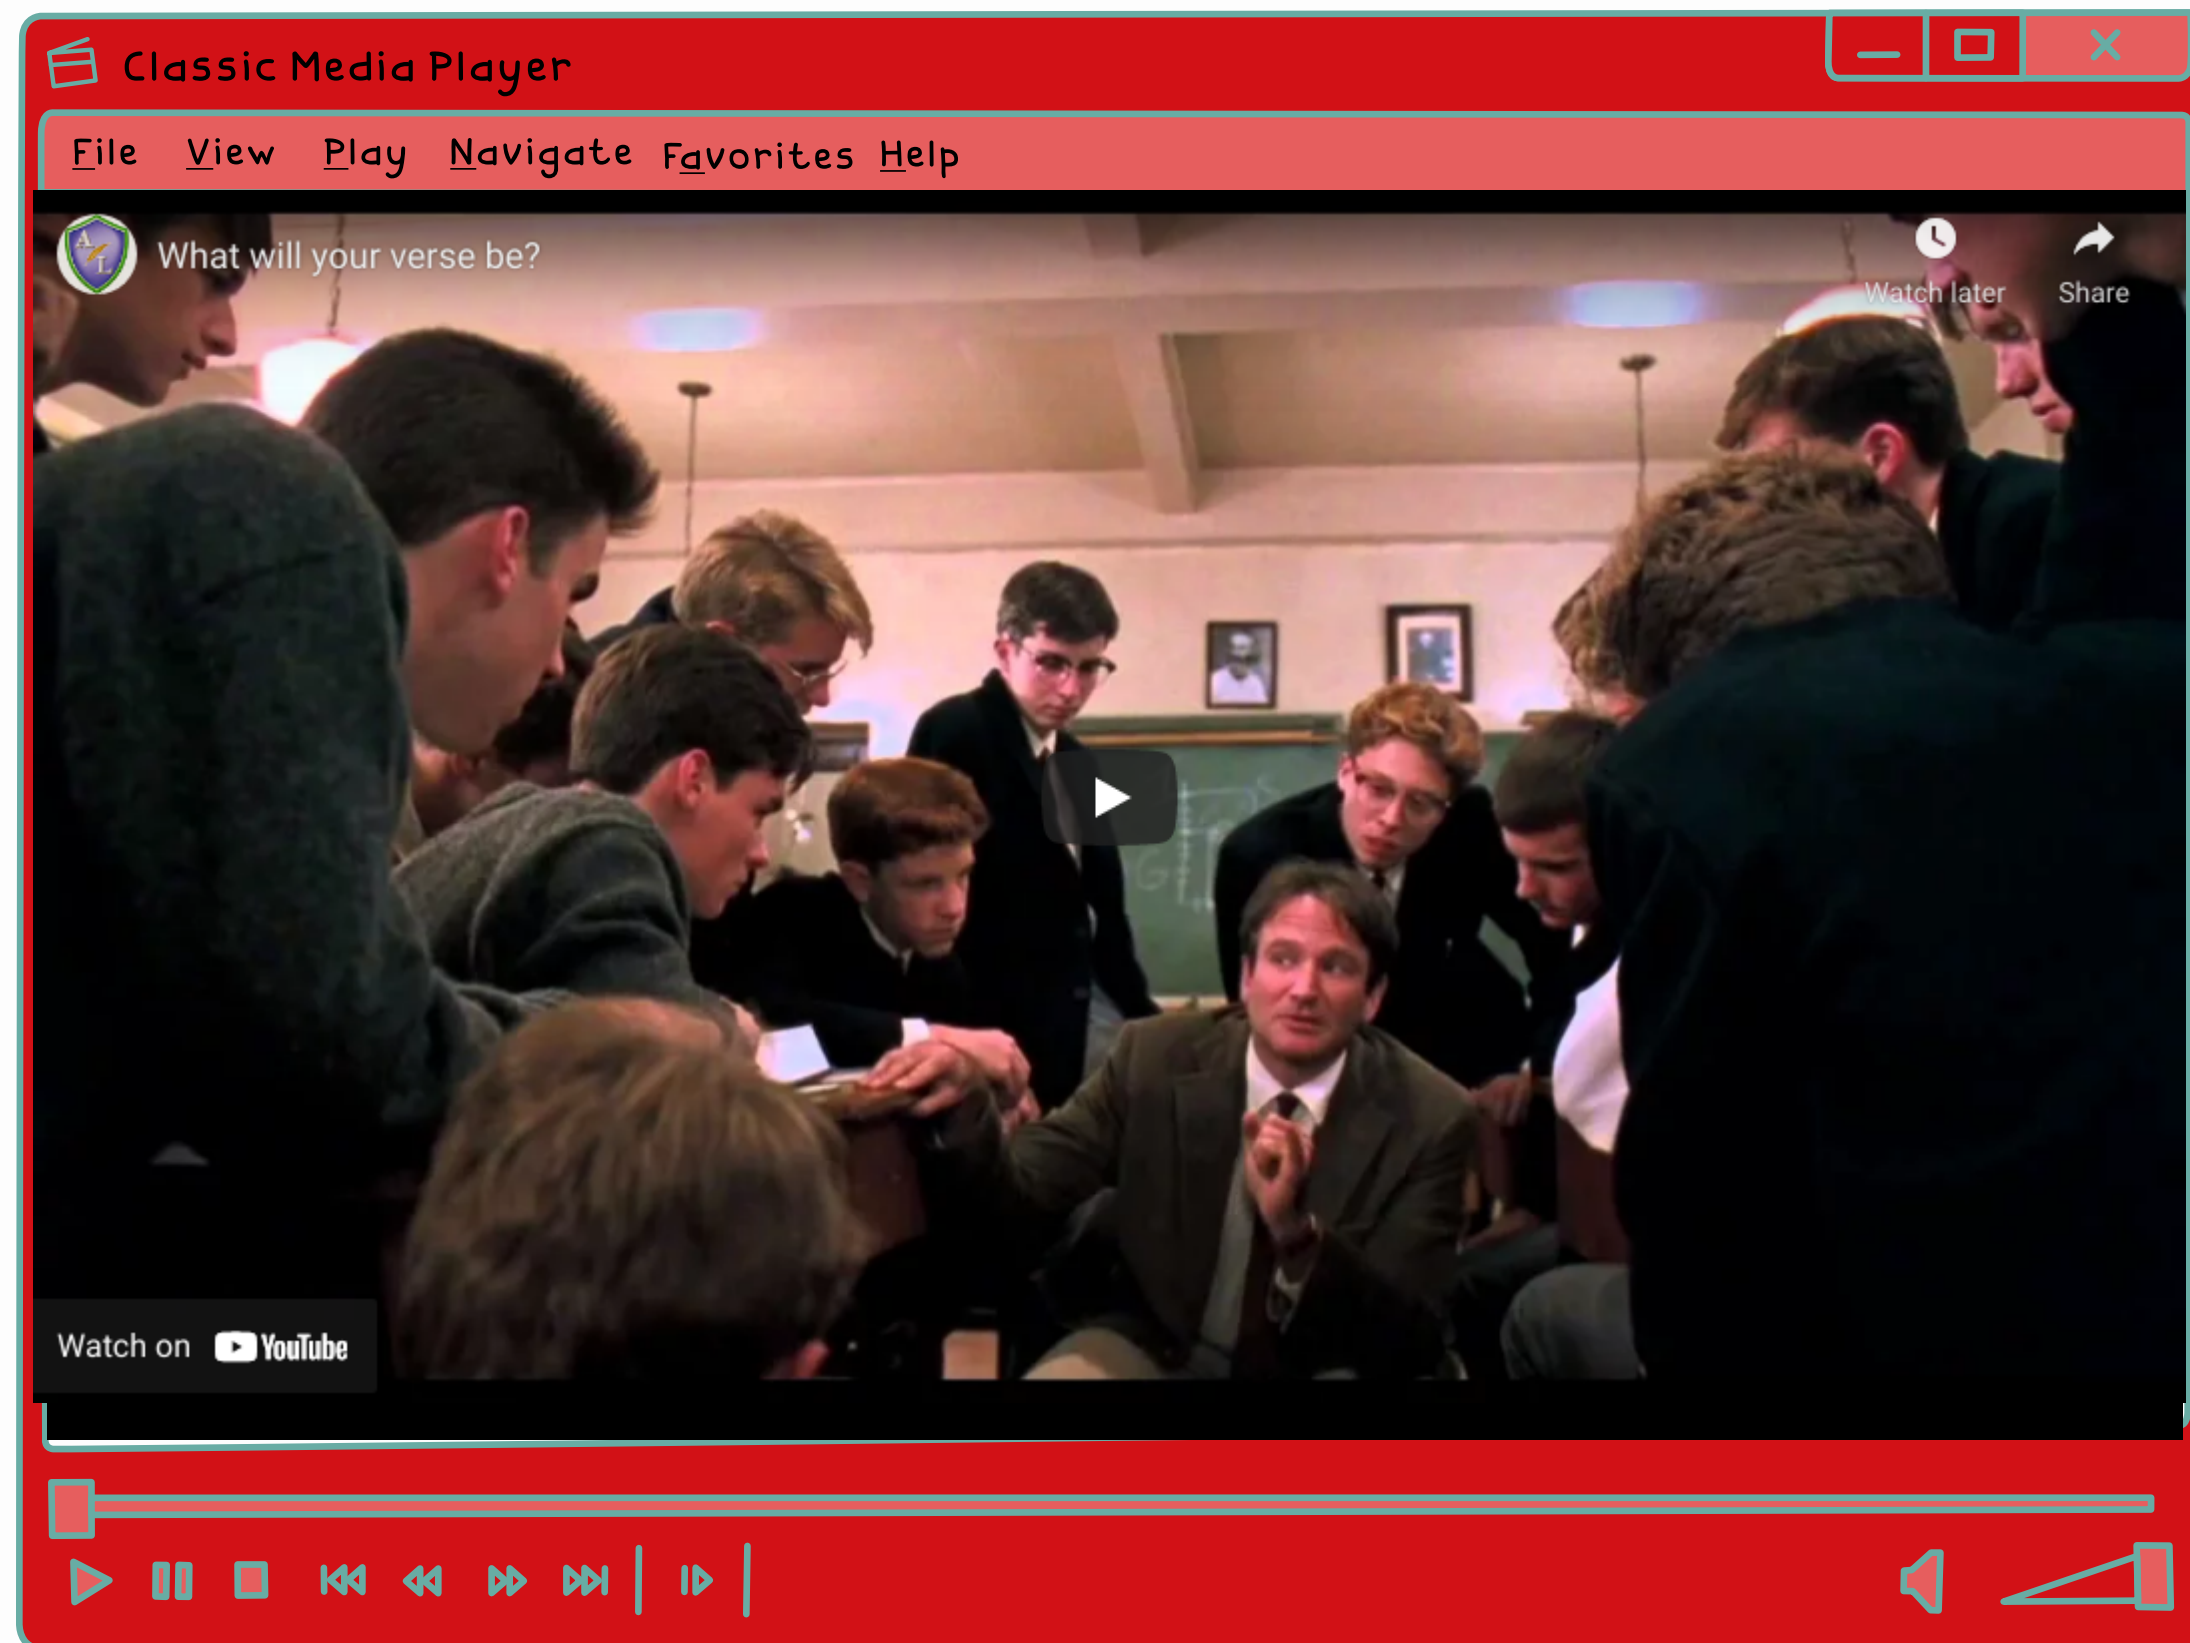 Classic Media Player
File View Play Navigate Favorites Help
A L
What will your verse be?
Watch later Share
Watch on YouTube